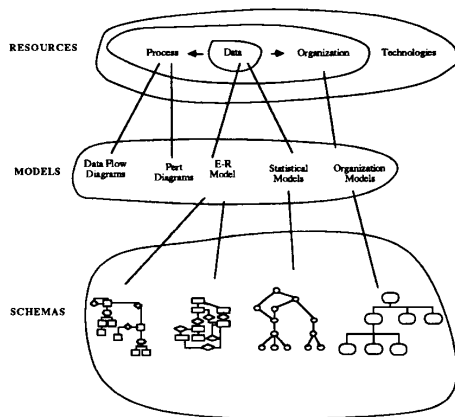 RESOURCES
Process Data Organization Technologies
MODELS
Data Flow Diagrams
Pert Diagrams
E-R Model
Statistical Models
Organization Models
SCHEMAS